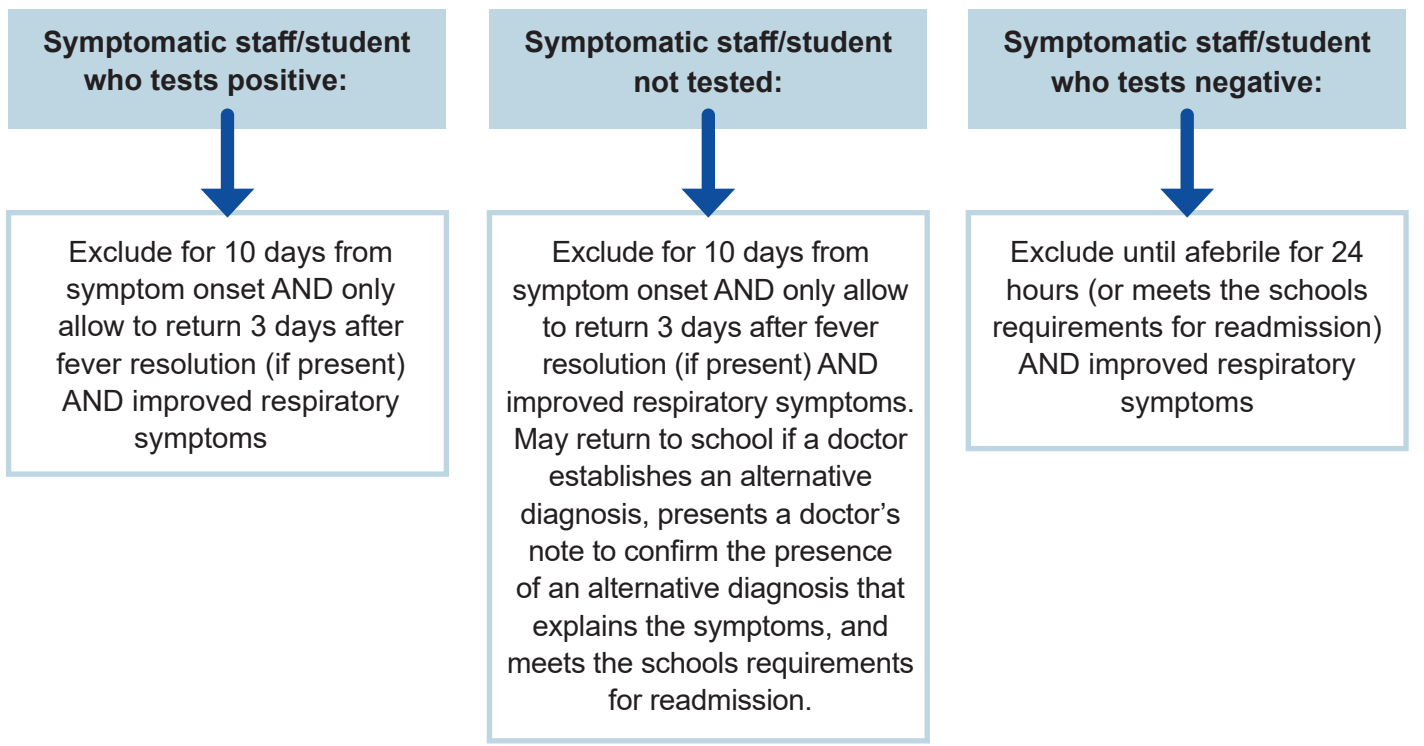 Symptomatic staff/student
who tests positive:
Exclude for 10 days from
symptom onset AND only
allow to return 3 days after
fever resolution (if present)
AND improved respiratory
symptoms
Symptomatic staff/student
not tested:
Exclude for 10 days from
symptom onset AND only allow
to return 3 days after fever
resolution (if present) AND
improved respiratory symptoms.
May return to school if a doctor
establishes an alternative
diagnosis, presents a doctor’s
note to confirm the presence
of an alternative diagnosis that
explains the symptoms, and
meets the schools requirements
for readmission.
Symptomatic staff/student
who tests negative:
Exclude until afebrile for 24
hours (or meets the schools
requirements for readmission)
AND improved respiratory
symptoms